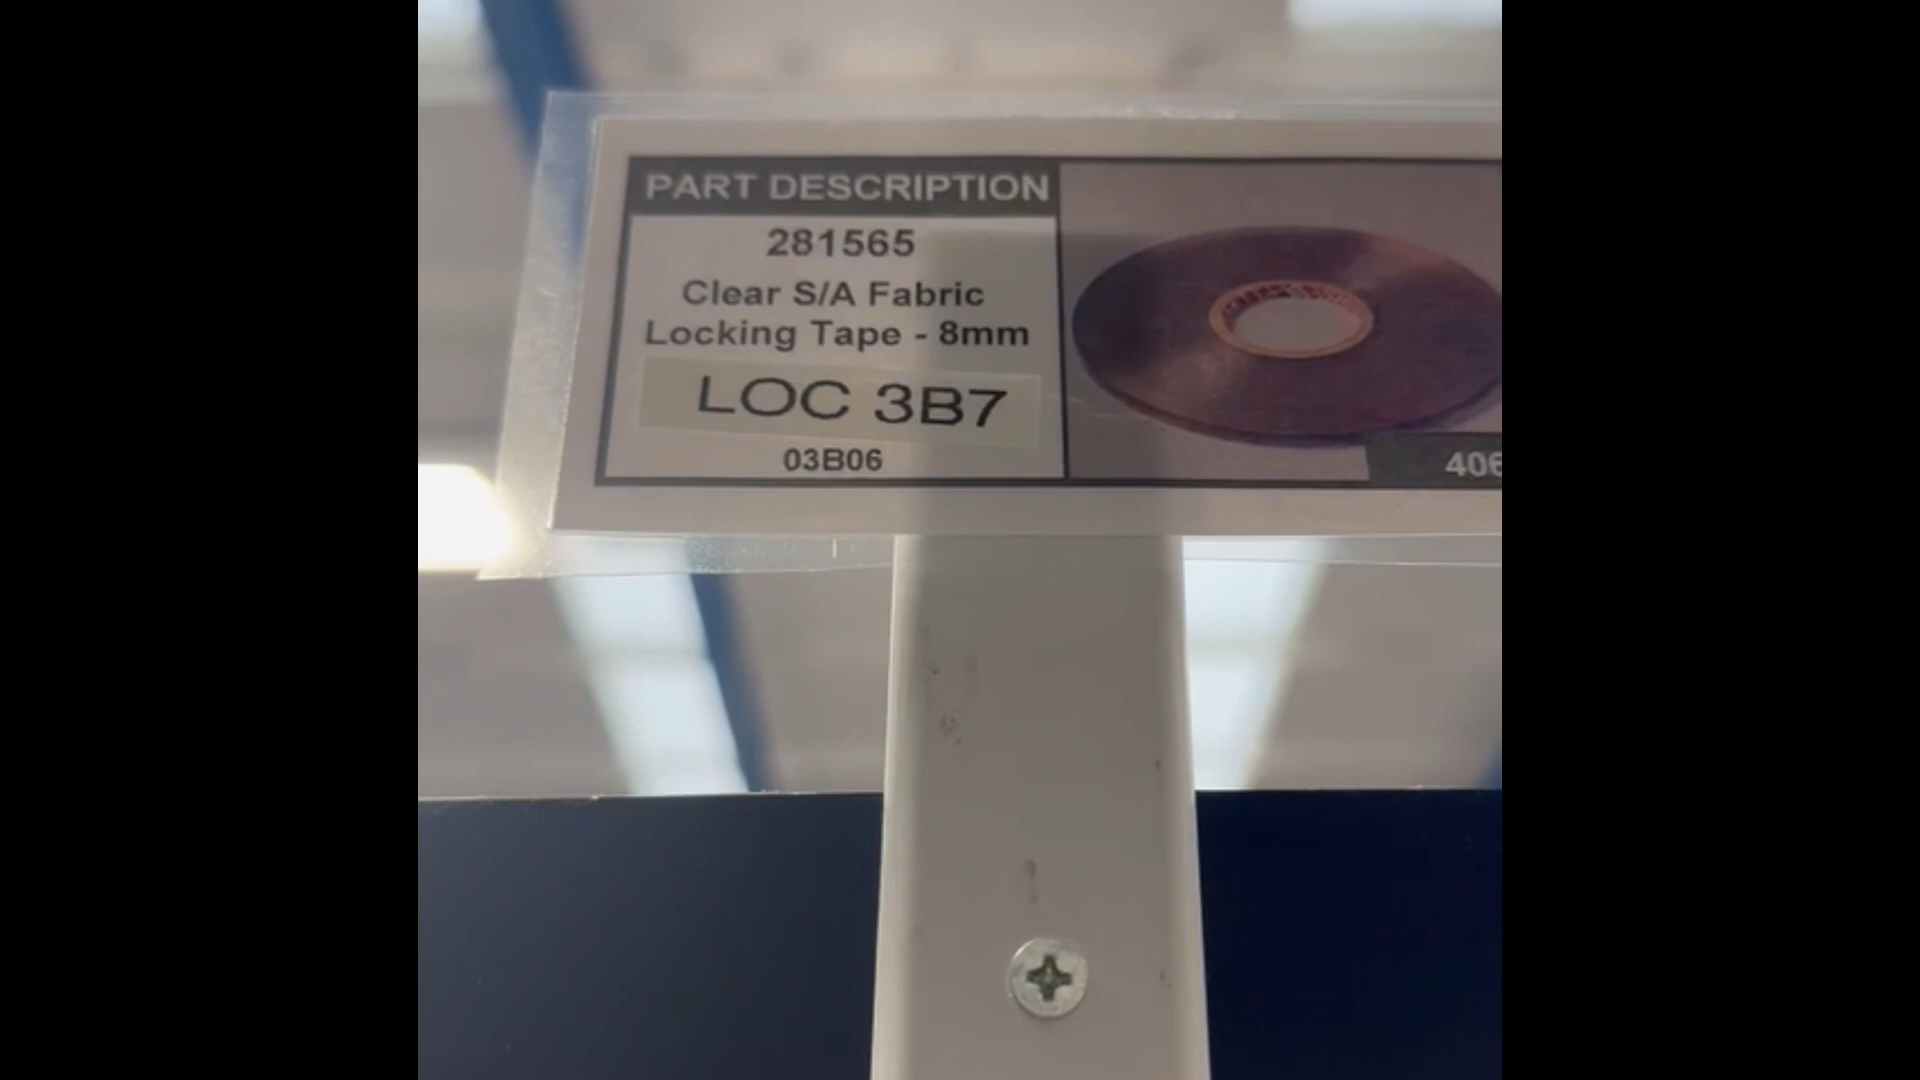 PART DESCRIPTION
281565
Clear S/A Fabric
Locking Tape - 8mm
LOC 3B7
03B06
406